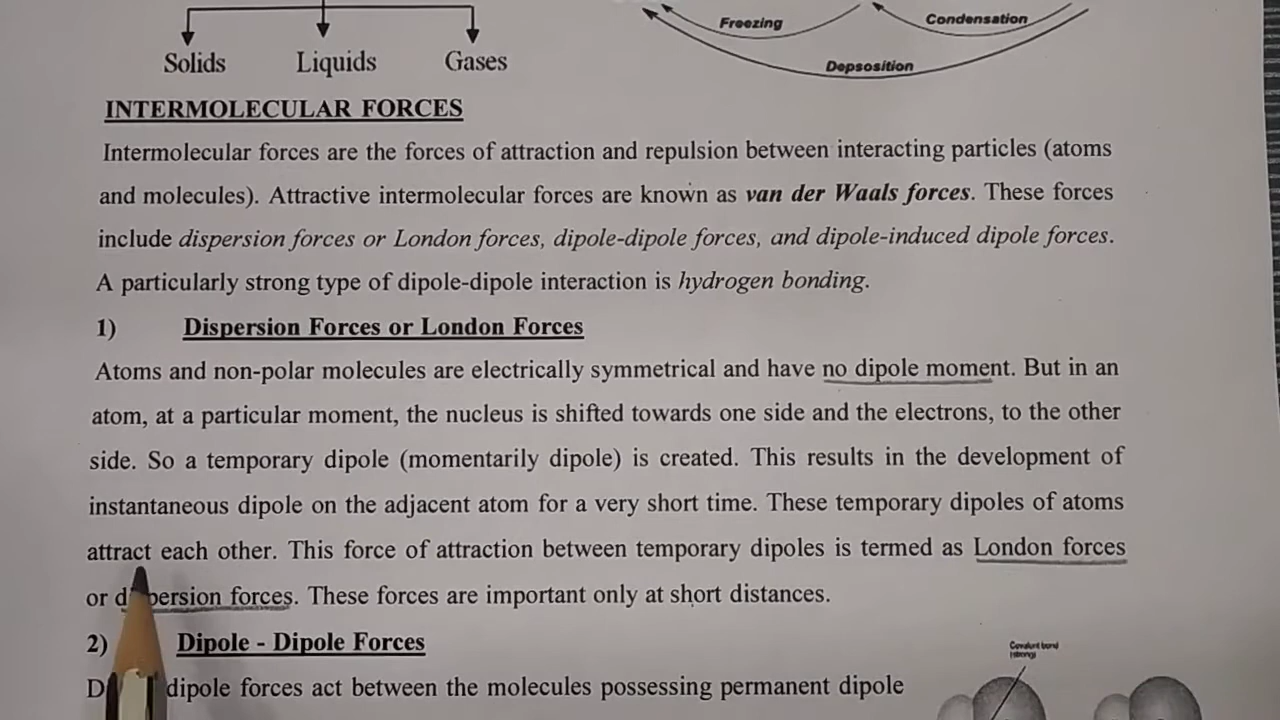 Freezing
Condensation
Depsosition
Solids Liquids Gases
INTERMOLECULAR FORCES
Intermolecular forces are the forces of attraction and repulsion between interacting particles (atoms
and molecules). Attractive intermolecular forces are known as van der Waals forces. These forces
include dispersion forces or London forces, dipole-dipole forces, and dipole-induced dipole forces.
A particularly strong type of dipole-dipole interaction is hydrogen bonding.
1) Dispersion Forces or London Forces
Atoms and non-polar molecules are electrically symmetrical and have no dipole moment. But in an
atom, at a particular moment, the nucleus is shifted towards one side and the electrons, to the other
side. So a temporary dipole (momentarily dipole) is created. This results in the development of
instantaneous dipole on the adjacent atom for a very short time. These temporary dipoles of atoms
attract each other. This force of attraction between temporary dipoles is termed as London forces
or dispersion forces. These forces are important only at short distances.
2) Dipole - Dipole Forces
Covalent bond
(strong)
dipole forces act between the molecules possessing permanent dipole